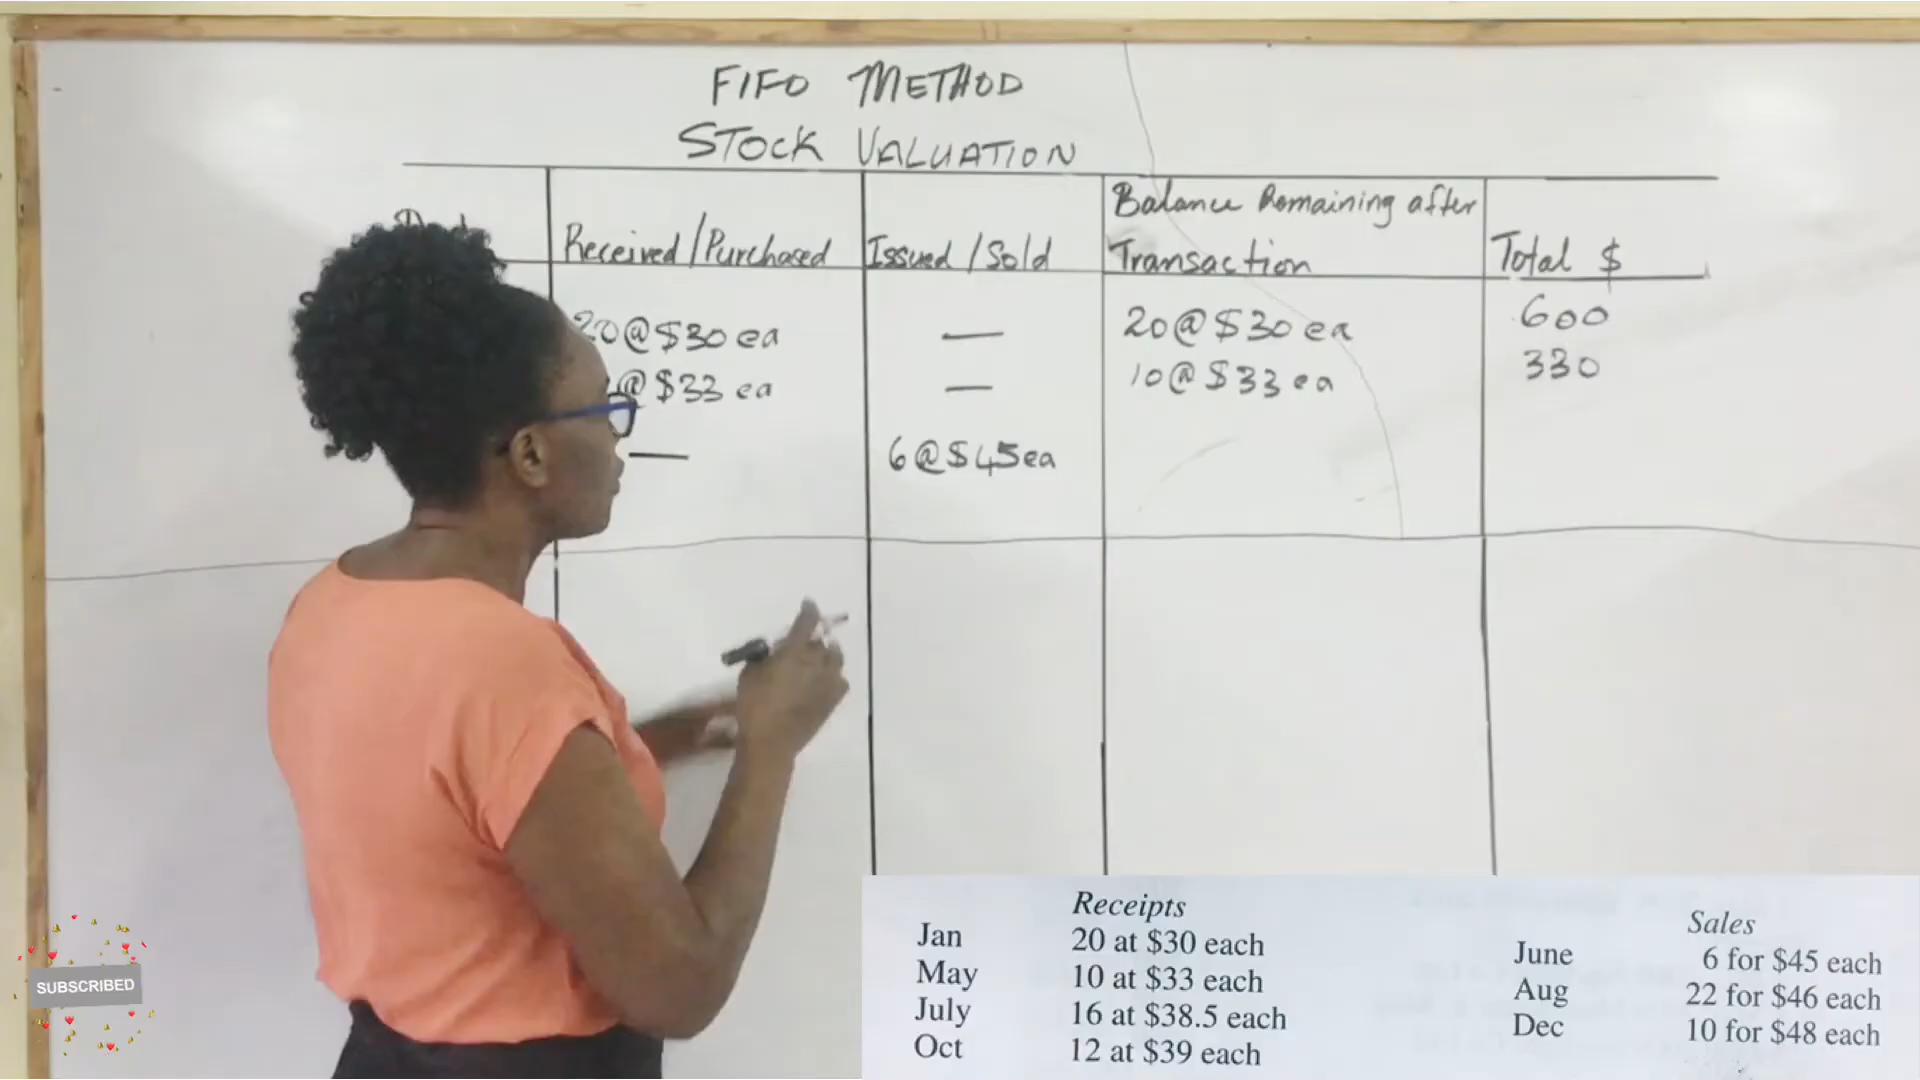 FIFO METHOD
STOCK VALUATION
Received/Purchased
Issued/Sold
Balance Remaining after
Transaction
Total $
20@$30 ea
—
20@$30 ea
600
@$33 ea
—
10@$33 ea
330
—
6@$45 ea
Receipts
Jan 20 at $30 each
May 10 at $33 each
July 16 at $38.5 each
Oct 12 at $39 each
Sales
June 6 for $45 each
Aug 22 for $46 each
Dec 10 for $48 each
SUBSCRIBED